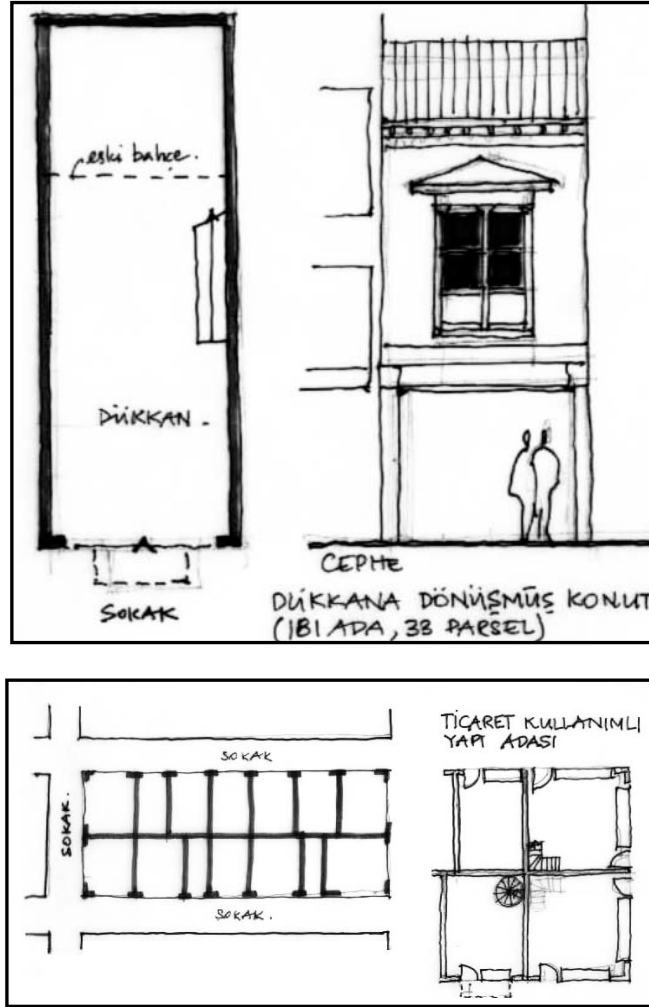 eski bahçe.
DÜKKAN.
SOKAK
CEPHE
DÜKKANA DÖNÜŞMÜŞ KONUT
(181 ADA, 33 PARSEL)
TİCARET KULLANIMLI
YAPI ADASI
SOKAK
SOKAK.
SOKAK.